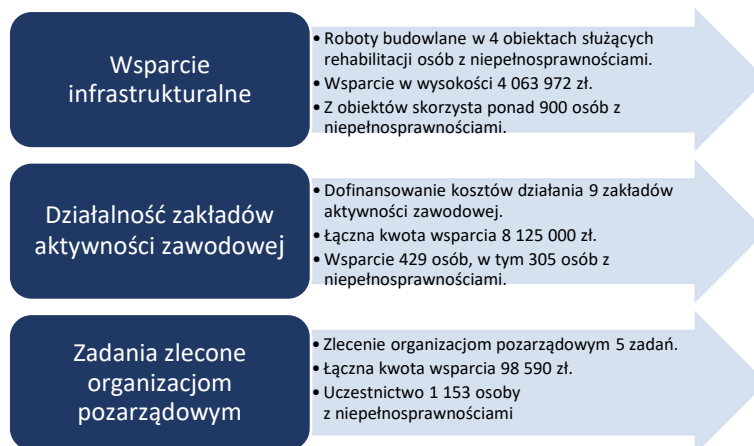 Wsparcie
infrastrukturalne
• Roboty budowlane w 4 obiektach służących
rehabilitacji osób z niepełnosprawnościami.
• Wsparcie w wysokości 4 063 972 zł.
• Z obiektów skorzysta ponad 900 osób z
niepełnosprawnościami.
Działalność zakładów
aktywności zawodowej
• Dofinansowanie kosztów działania 9 zakładów
aktywności zawodowej.
• Łączna kwota wsparcia 8 125 000 zł.
• Wsparcie 429 osób, w tym 305 osób z
niepełnosprawnościami.
Zadania zlecone
organizacjom
pozarządowym
• Zlecenie organizacjom pozarządowym 5 zadań.
• Łączna kwota wsparcia 98 590 zł.
• Uczestnictwo 1 153 osoby
z niepełnosprawnościami